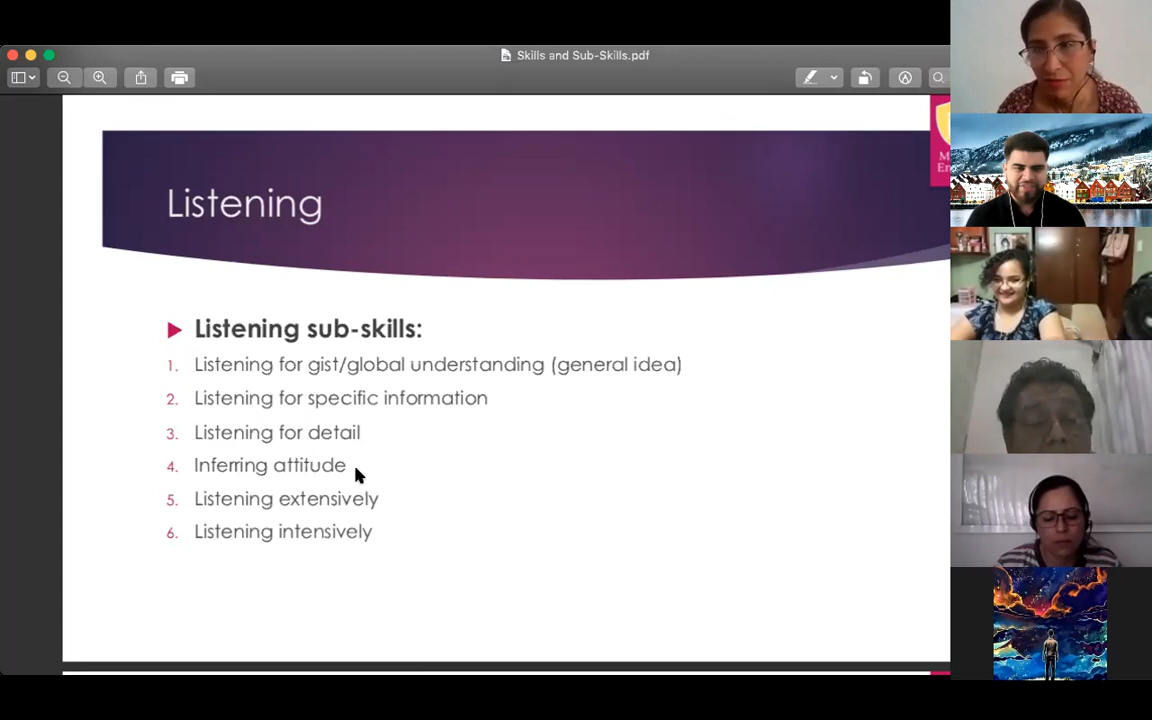 Skills and Sub-Skills.pdf
Listening
Listening sub-skills:
1. Listening for gist/global understanding (general idea)
2. Listening for specific information
3. Listening for detail
4. Inferring attitude
5. Listening extensively
6. Listening intensively